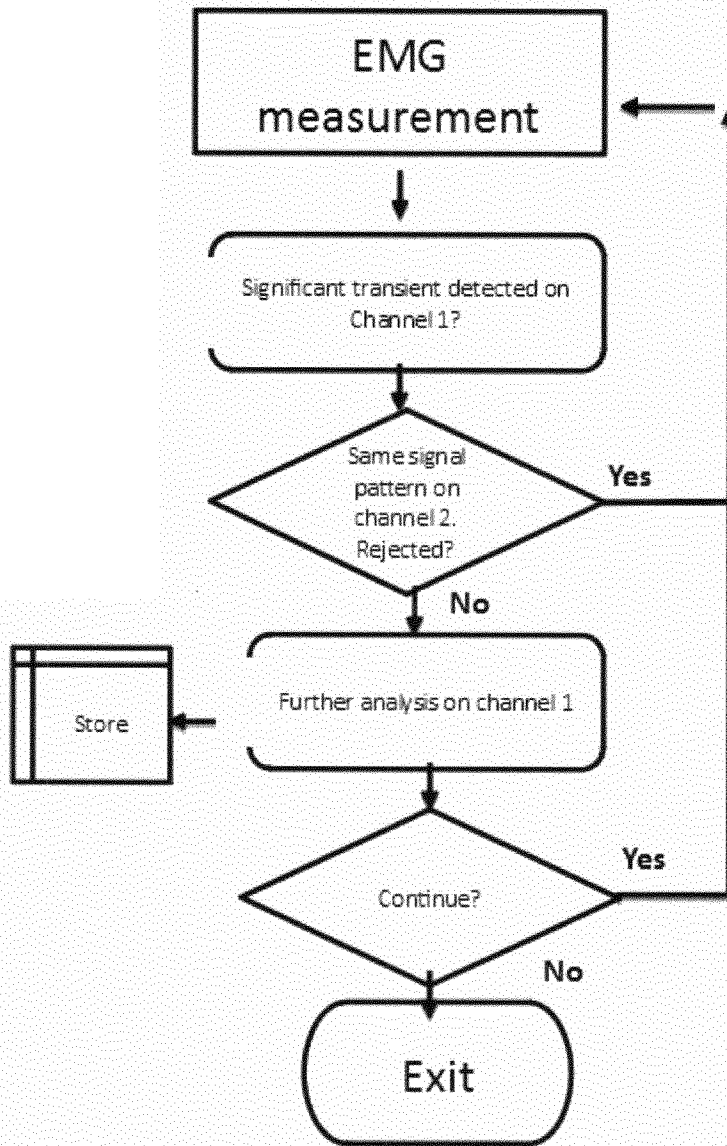 EMG
measurement
Significant transient detected on
Channel 1?
Same signal
pattern on
channel 2.
Rejected?
Yes
No
Further analysis on channel 1
Store
Continue?
Yes
No
Exit